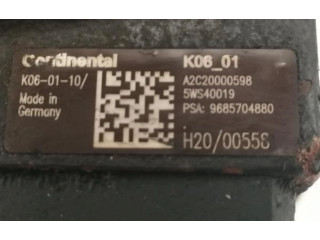 Continental
K06_01
K06-01-10/
A2C20000598
5WS40019
Made in
Germany
PSA: 9685704880
H20/00558